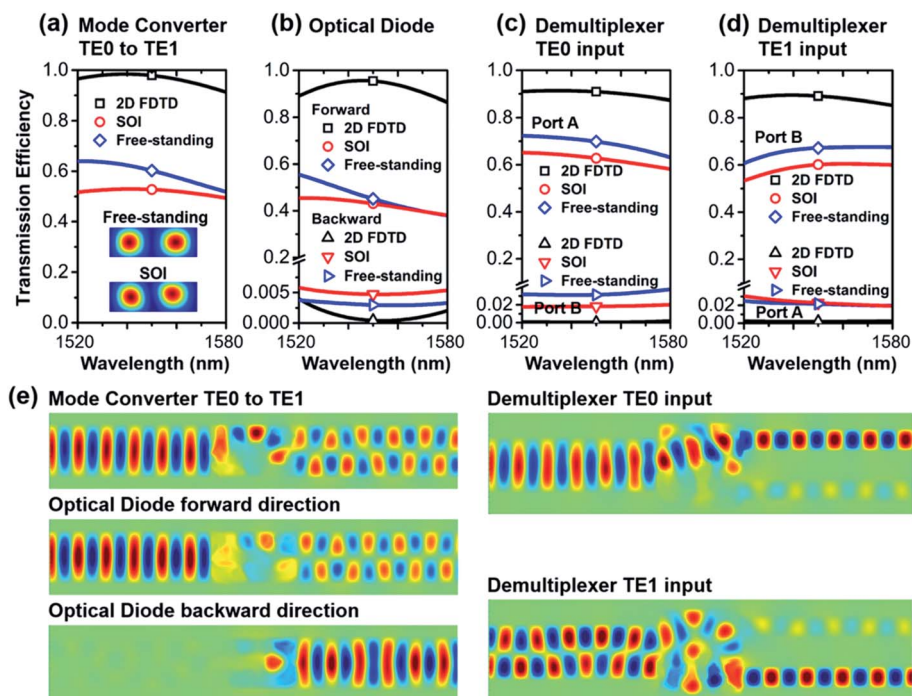 (a) Mode Converter
TE0 to TE1
(b) Optical Diode
(c) Demultiplexer
TE0 input
(d) Demultiplexer
TE1 input
Transmission Efficiency
1.0
0.8
0.6
0.4
0.2
0.0
2D FDTD
SOI
Free-standing
Free-standing
SOI
1520
1580
Wavelength (nm)
1.0
0.8
0.6
0.4
0.2
0.005
0.000
Forward
2D FDTD
SOI
Free-standing
Backward
2D FDTD
SOI
Free-standing
1520
1580
Wavelength (nm)
1.0
0.8
0.6
0.4
0.2
0.02
0.00
Port A
2D FDTD
SOI
Free-standing
2D FDTD
SOI
Free-standing
Port B
1520
1580
Wavelength (nm)
1.0
0.8
0.6
0.4
0.2
0.02
0.00
Port B
2D FDTD
SOI
Free-standing
2D FDTD
SOI
Free-standing
Port A
1520
1580
Wavelength (nm)
(e) Mode Converter TE0 to TE1
Optical Diode forward direction
Optical Diode backward direction
Demultiplexer TE0 input
Demultiplexer TE1 input